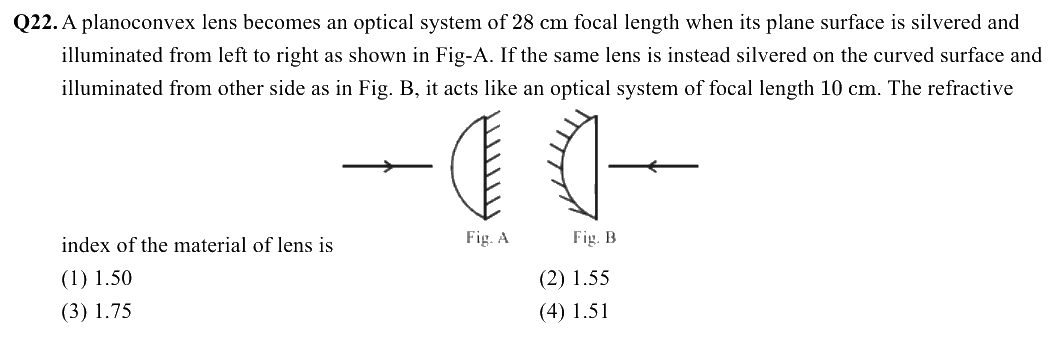 Q22. A planoconvex lens becomes an optical system of 28 cm focal length when its plane surface is silvered and
illuminated from left to right as shown in Fig-A. If the same lens is instead silvered on the curved surface and
illuminated from other side as in Fig. B, it acts like an optical system of focal length 10 cm. The refractive
Fig. A Fig. B
index of the material of lens is
(1) 1.50 (2) 1.55
(3) 1.75 (4) 1.51